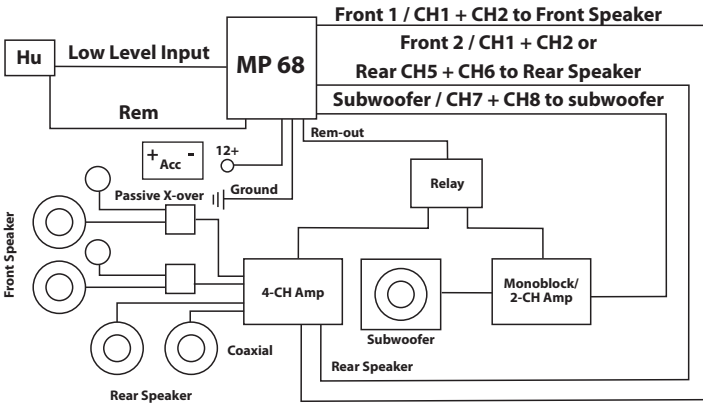 Front 1 / CH1 + CH2 to Front Speaker
Hu
Low Level Input
MP 68
Front 2 / CH1 + CH2 or
Rear CH5 + CH6 to Rear Speaker
Subwoofer / CH7 + CH8 to subwoofer
Rem
Rem-out
+ Acc -
12+
Relay
Passive X-over
Ground
Front Speaker
4-CH Amp
Monoblock/
2-CH Amp
Subwoofer
Coaxial
Rear Speaker
Rear Speaker